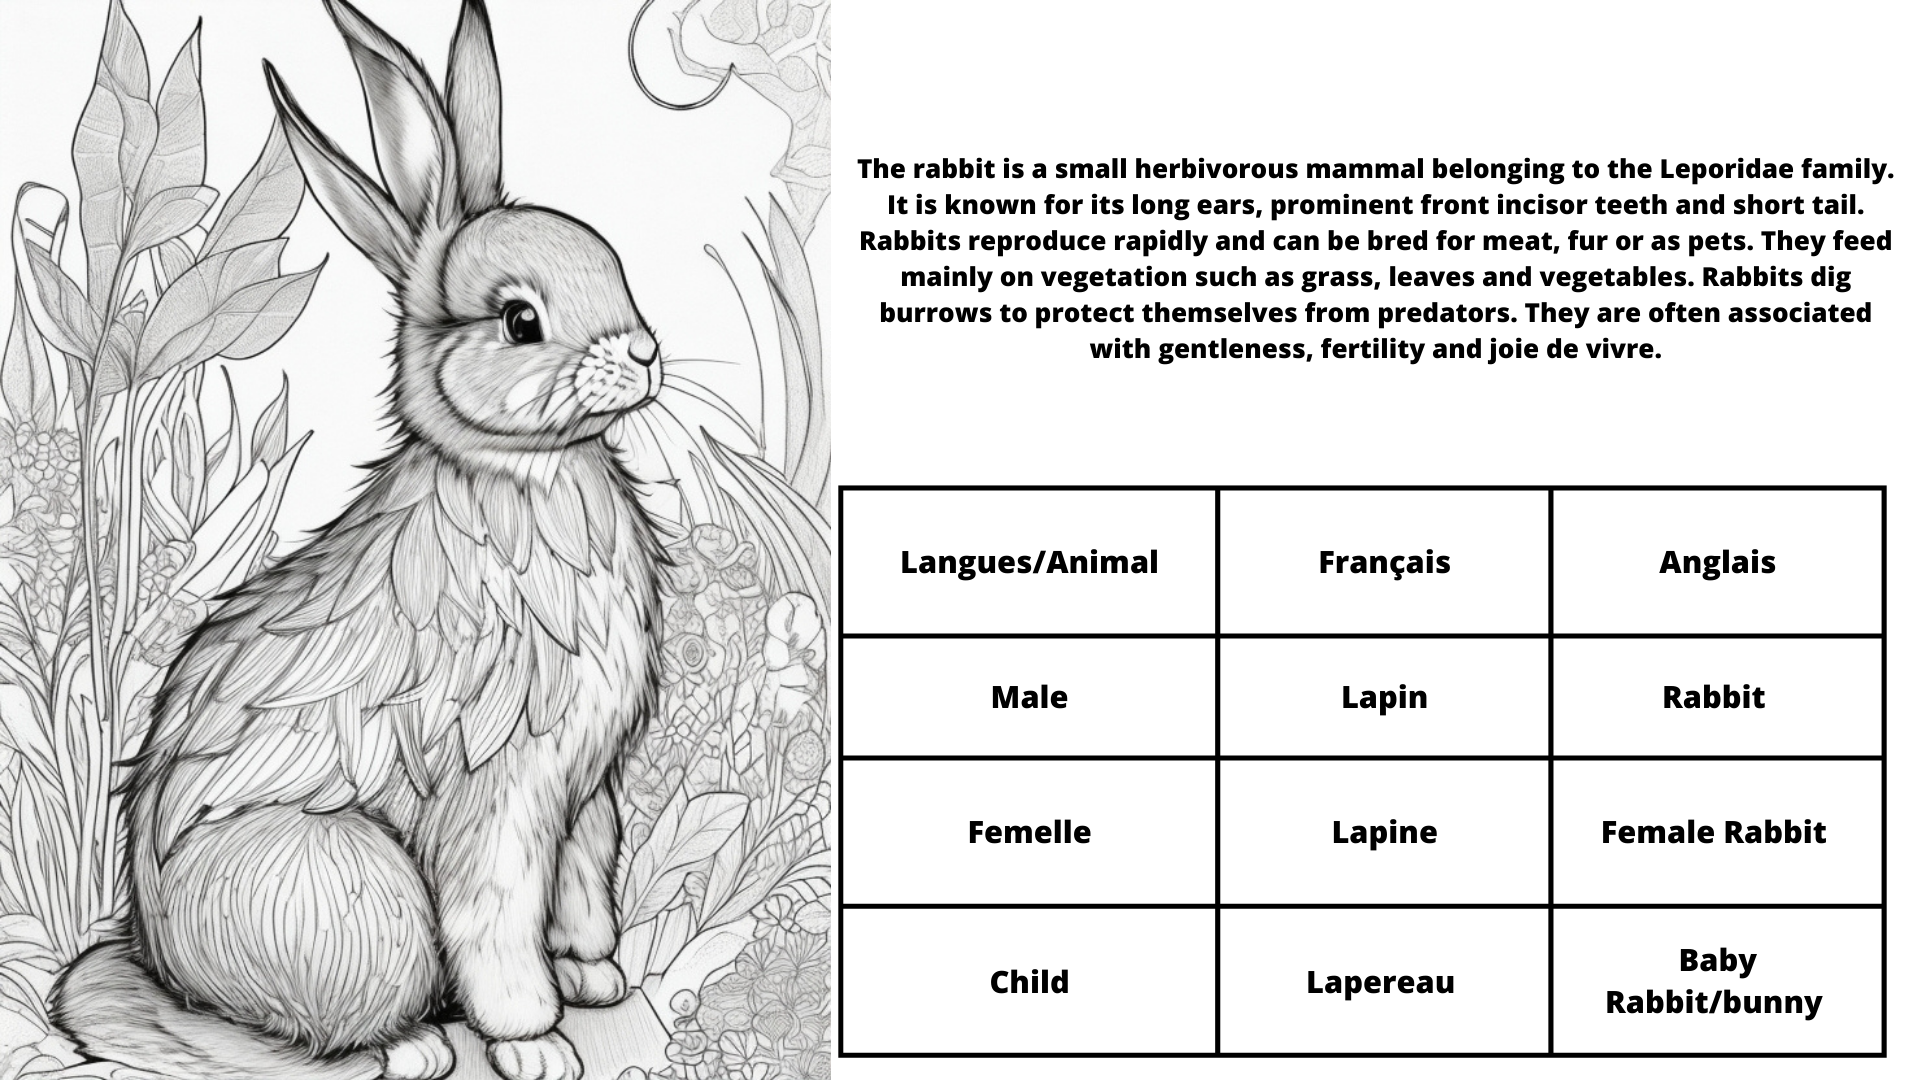 The rabbit is a small herbivorous mammal belonging to the Leporidae family.
It is known for its long ears, prominent front incisor teeth and short tail.
Rabbits reproduce rapidly and can be bred for meat, fur or as pets. They feed
mainly on vegetation such as grass, leaves and vegetables. Rabbits dig
burrows to protect themselves from predators. They are often associated
with gentleness, fertility and joie de vivre.
Langues/Animal Français Anglais
Male Lapin Rabbit
Femelle Lapine Female Rabbit
Child Lapereau Baby
Rabbit/bunny